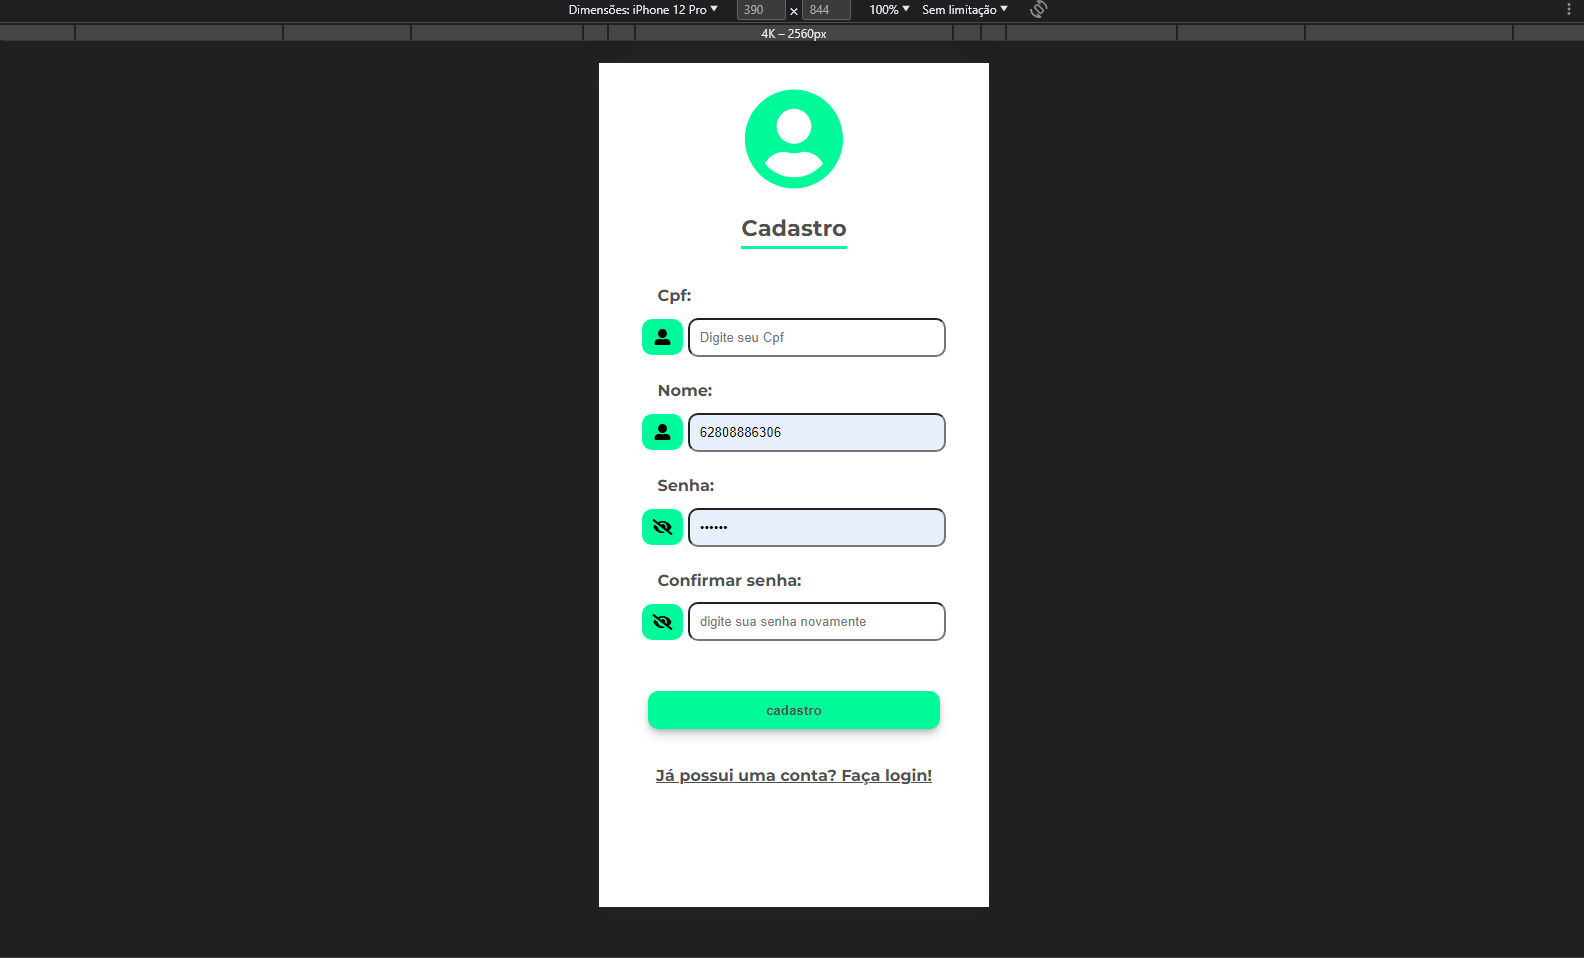 Dimensões: iPhone 12 Pro 390 × 844 100% Sem limitação
4K – 2560px
Cadastro
Cpf:
Digite seu Cpf
Nome:
62808886306
Senha:
••••••
Confirmar senha:
digite sua senha novamente
cadastro
Já possui uma conta? Faça login!